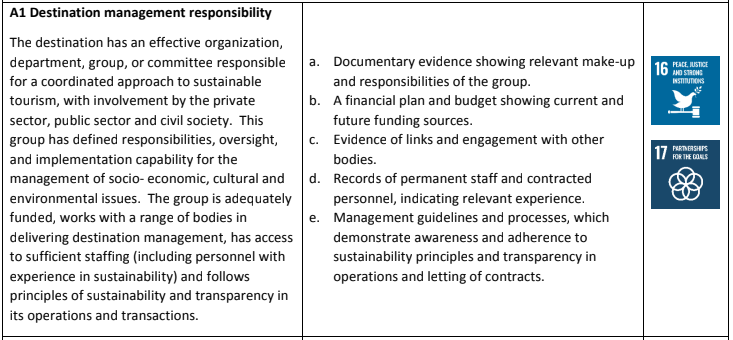 A1 Destination management responsibility
The destination has an effective organization,
department, group, or committee responsible
for a coordinated approach to sustainable
tourism, with involvement by the private
sector, public sector and civil society.  This
group has defined responsibilities, oversight,
and implementation capability for the
management of socio- economic, cultural and
environmental issues.  The group is adequately
funded, works with a range of bodies in
delivering destination management, has access
to sufficient staffing (including personnel with
experience in sustainability) and follows
principles of sustainability and transparency in
its operations and transactions.
a. Documentary evidence showing relevant make-up
and responsibilities of the group.
b. A financial plan and budget showing current and
future funding sources.
c. Evidence of links and engagement with other
bodies.
d. Records of permanent staff and contracted
personnel, indicating relevant experience.
e. Management guidelines and processes, which
demonstrate awareness and adherence to
sustainability principles and transparency in
operations and letting of contracts.
16 PEACE, JUSTICE
AND STRONG
INSTITUTIONS
17 PARTNERSHIPS
FOR THE GOALS